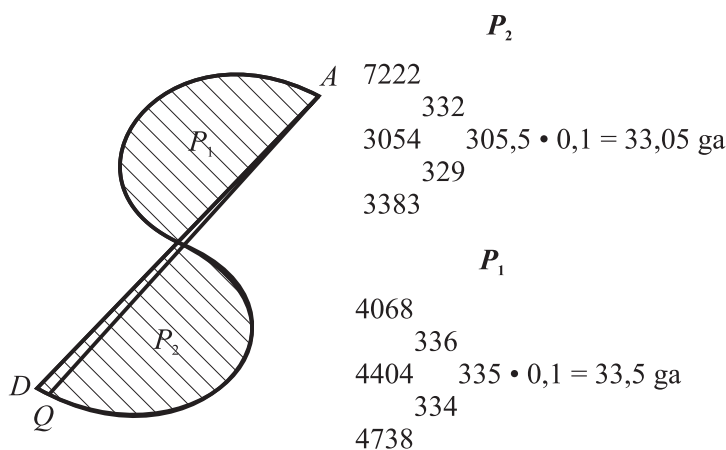 P₂
A
7222
332
P₁
3054 305,5 • 0,1 = 33,05 ga
329
3383
P₁
4068
336
P₂
4404 335 • 0,1 = 33,5 ga
D
334
Q
4738